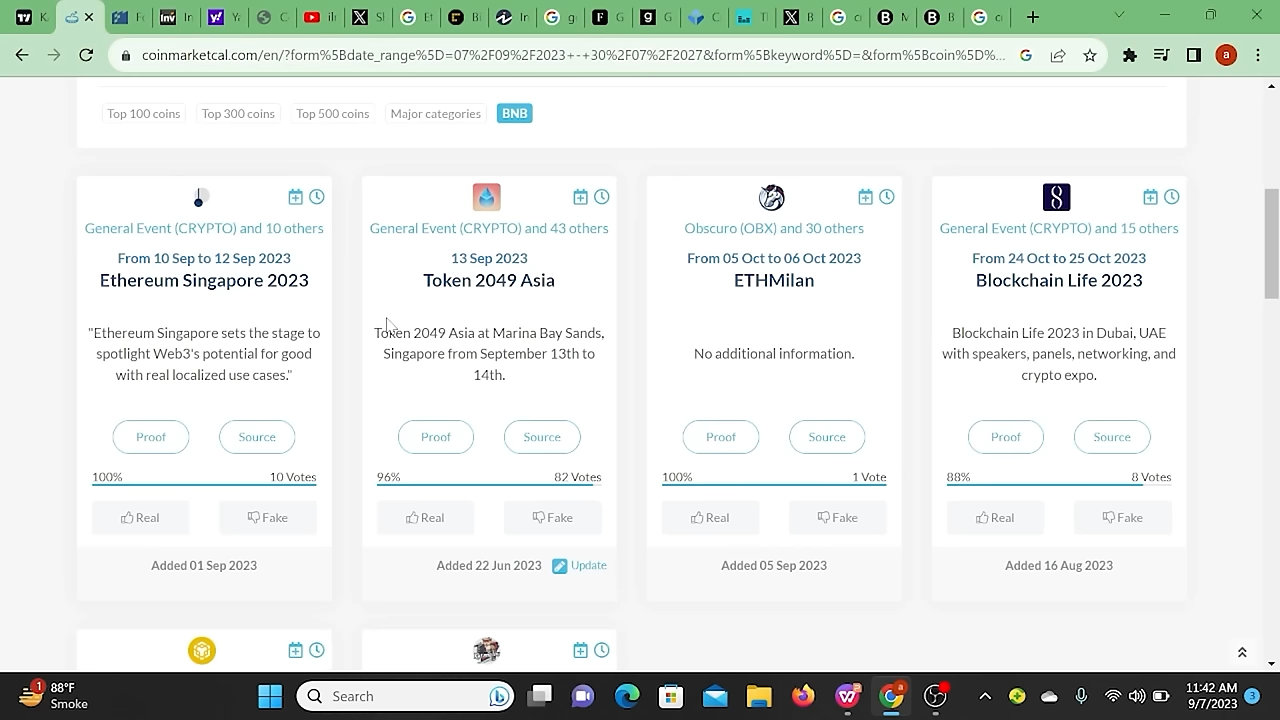 K
C
F
In
Y
C
il
S
Et
B
In
g
G
g
C
X
B
G
c
B
M
B
B
G
c
coinmarketcal.com/en/?form%5Bdate_range%5D=07%2F09%2F2023+-+30%2F07%2F2027&form%5Bkeyword%5D=&form%5Bcoin%5D%...
a
Top 100 coins Top 300 coins Top 500 coins Major categories BNB
General Event (CRYPTO) and 10 others
From 10 Sep to 12 Sep 2023
Ethereum Singapore 2023
"Ethereum Singapore sets the stage to
spotlight Web3's potential for good
with real localized use cases."
Proof Source
100% 10 Votes
Real Fake
Added 01 Sep 2023
General Event (CRYPTO) and 43 others
13 Sep 2023
Token 2049 Asia
Token 2049 Asia at Marina Bay Sands,
Singapore from September 13th to
14th.
Proof Source
96% 82 Votes
Real Fake
Added 22 Jun 2023 Update
Obscuro (OBX) and 30 others
From 05 Oct to 06 Oct 2023
ETHMilan
No additional information.
Proof Source
100% 1 Vote
Real Fake
Added 05 Sep 2023
General Event (CRYPTO) and 15 others
From 24 Oct to 25 Oct 2023
Blockchain Life 2023
Blockchain Life 2023 in Dubai, UAE
with speakers, panels, networking, and
crypto expo.
Proof Source
88% 8 Votes
Real Fake
Added 16 Aug 2023
1
88°F
Smoke
Search
11:42 AM
9/7/2023
3